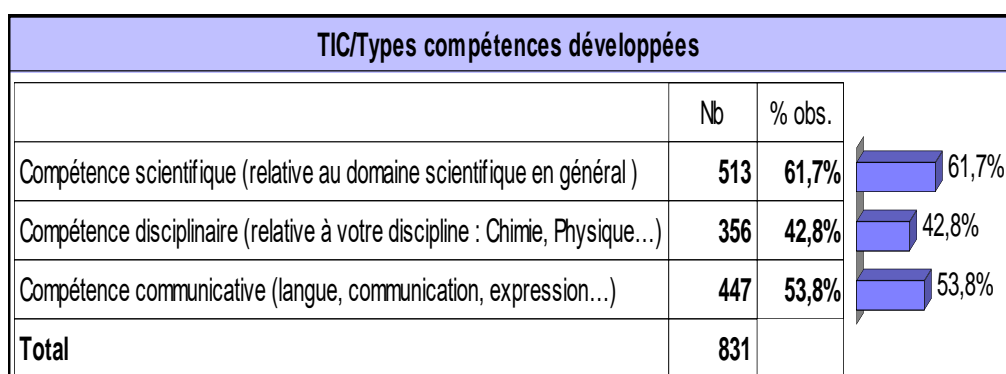 TIC/Types compétences développées
Nb % obs.
Compétence scientifique (relative au domaine scientifique en général ) 513 61,7% 61,7%
Compétence disciplinaire (relative à votre discipline : Chimie, Physique…) 356 42,8% 42,8%
Compétence communicative (langue, communication, expression…) 447 53,8% 53,8%
Total 831